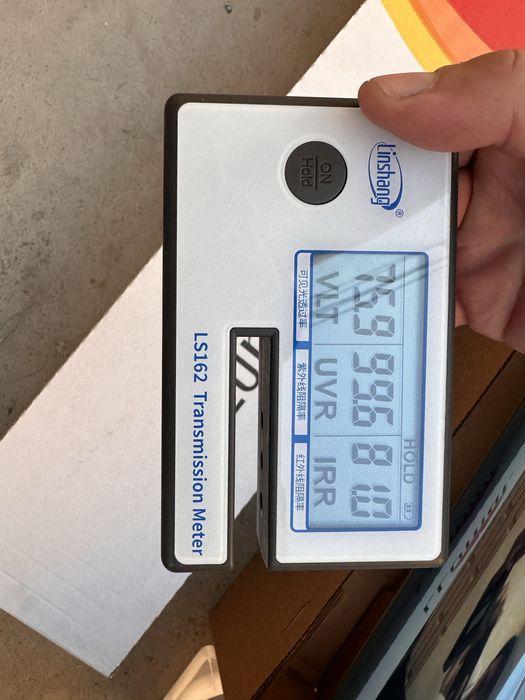 Linshang®
ON
Hold
HOLD
75.9 99.6 81.0
VLT UVR IRR
可见光透过率 紫外线阻隔率 红外线阻隔率
LS162 Transmission Meter